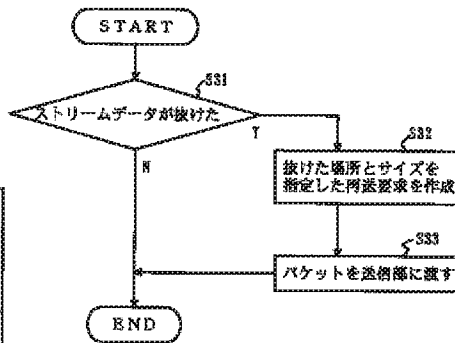 START
S31
ストリームデータが抜けた
Y
N
S32
抜けた場所とサイズを
指定した再送要求を作成
S33
パケットを送信部に渡す
END